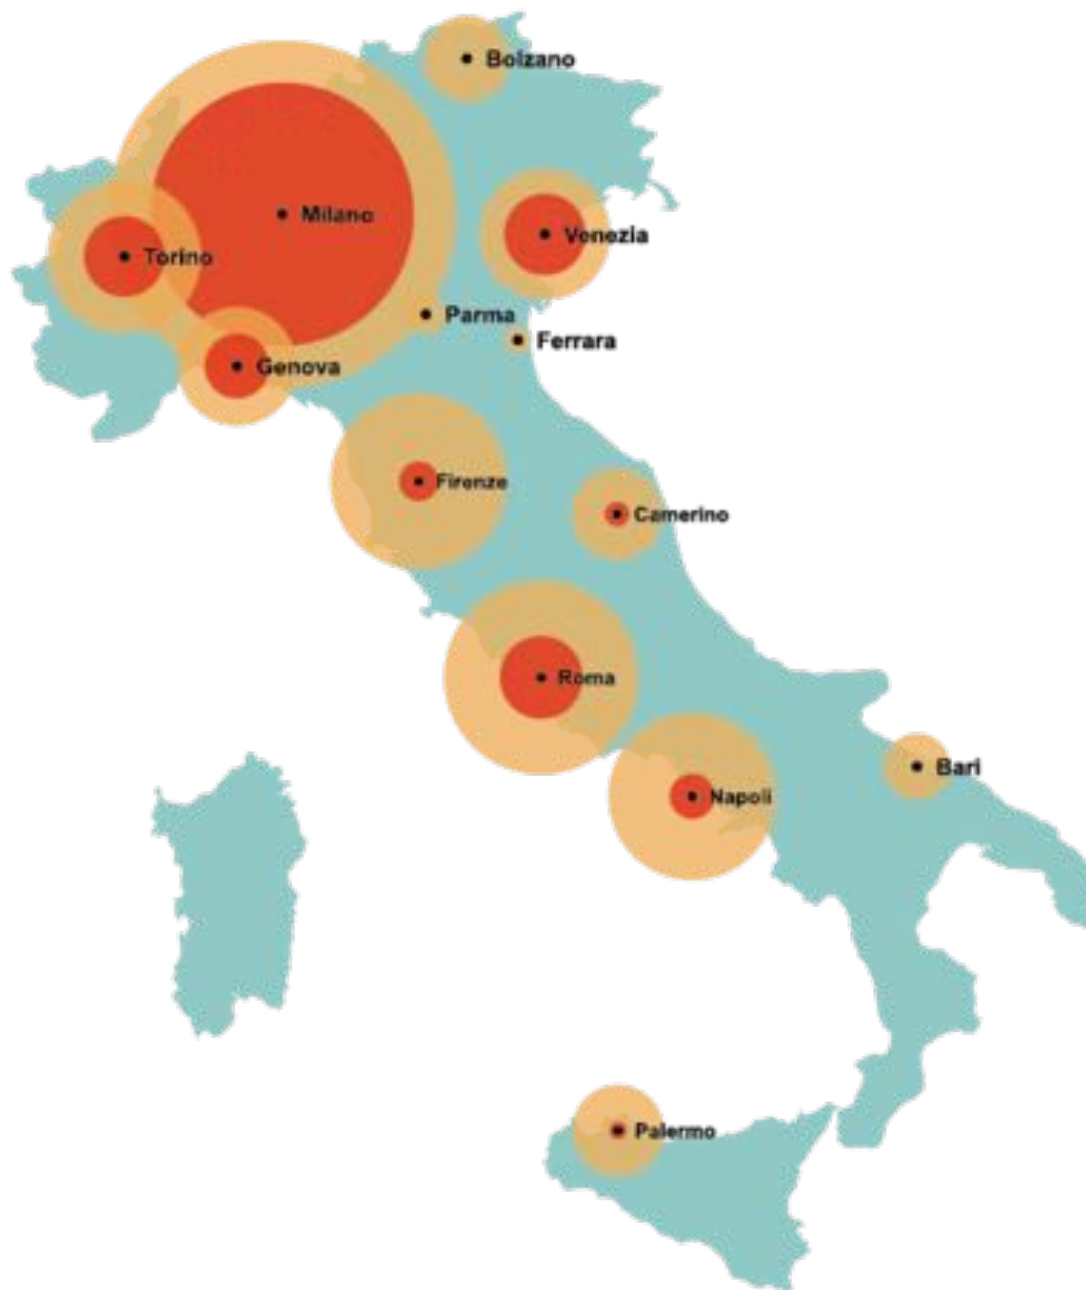 Bolzano
Milano
Venezia
Torino
Parma
Ferrara
Genova
Firenze
Camerino
Roma
Bari
Napoli
Palermo